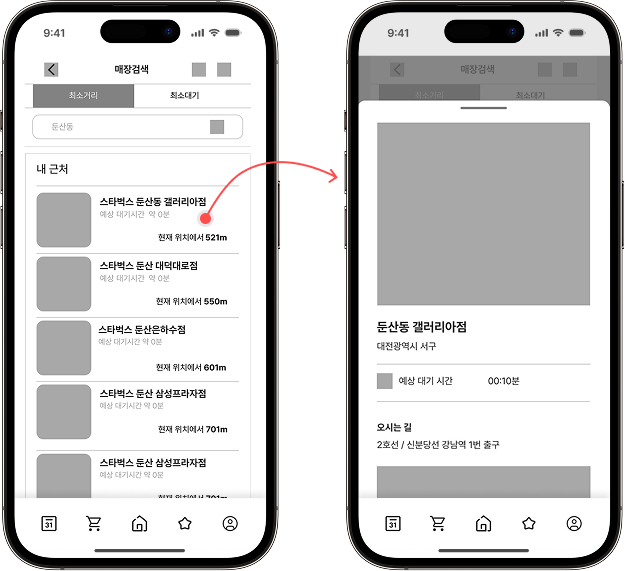 9:41
매장검색
최소거리
최소대기
둔산동
내 근처
스타벅스 둔산동 갤러리아점
예상 대기시간 약 0분
현재 위치에서 521m
스타벅스 둔산 대덕대로점
예상 대기시간 약 0분
현재 위치에서 550m
스타벅스 둔산은하수점
예상 대기시간 약 0분
현재 위치에서 601m
스타벅스 둔산 삼성프라자점
예상 대기시간 약 0분
현재 위치에서 701m
스타벅스 둔산 삼성프라자점
예상 대기시간 약 0분
현재 위치에서 701m
31
9:41
매장검색
최소거리
최소대기
둔산동 갤러리아점
대전광역시 서구
예상 대기 시간 00:10분
오시는 길
2호선 / 신분당선 강남역 1번 출구
31